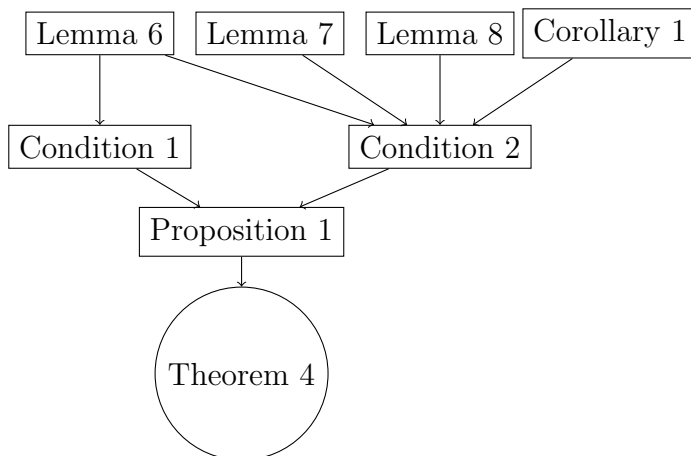 Lemma 6
Lemma 7
Lemma 8
Corollary 1
Condition 1
Condition 2
Proposition 1
Theorem 4